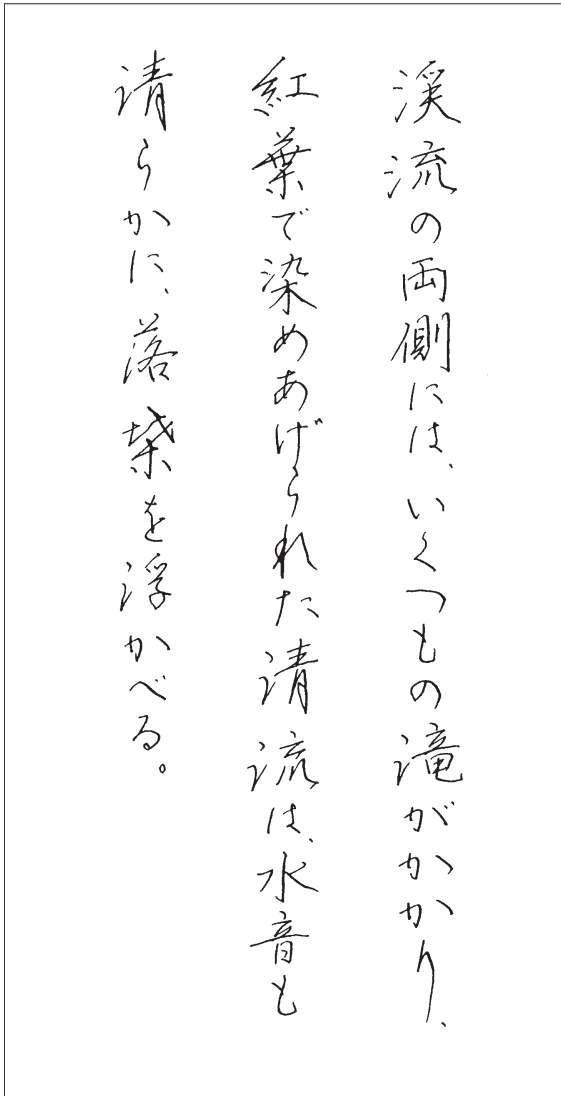 渓流の両側には、いくつもの滝がかかり、
紅葉で染めあげられた清流は、水音も
清らかに、落葉を浮かべる。